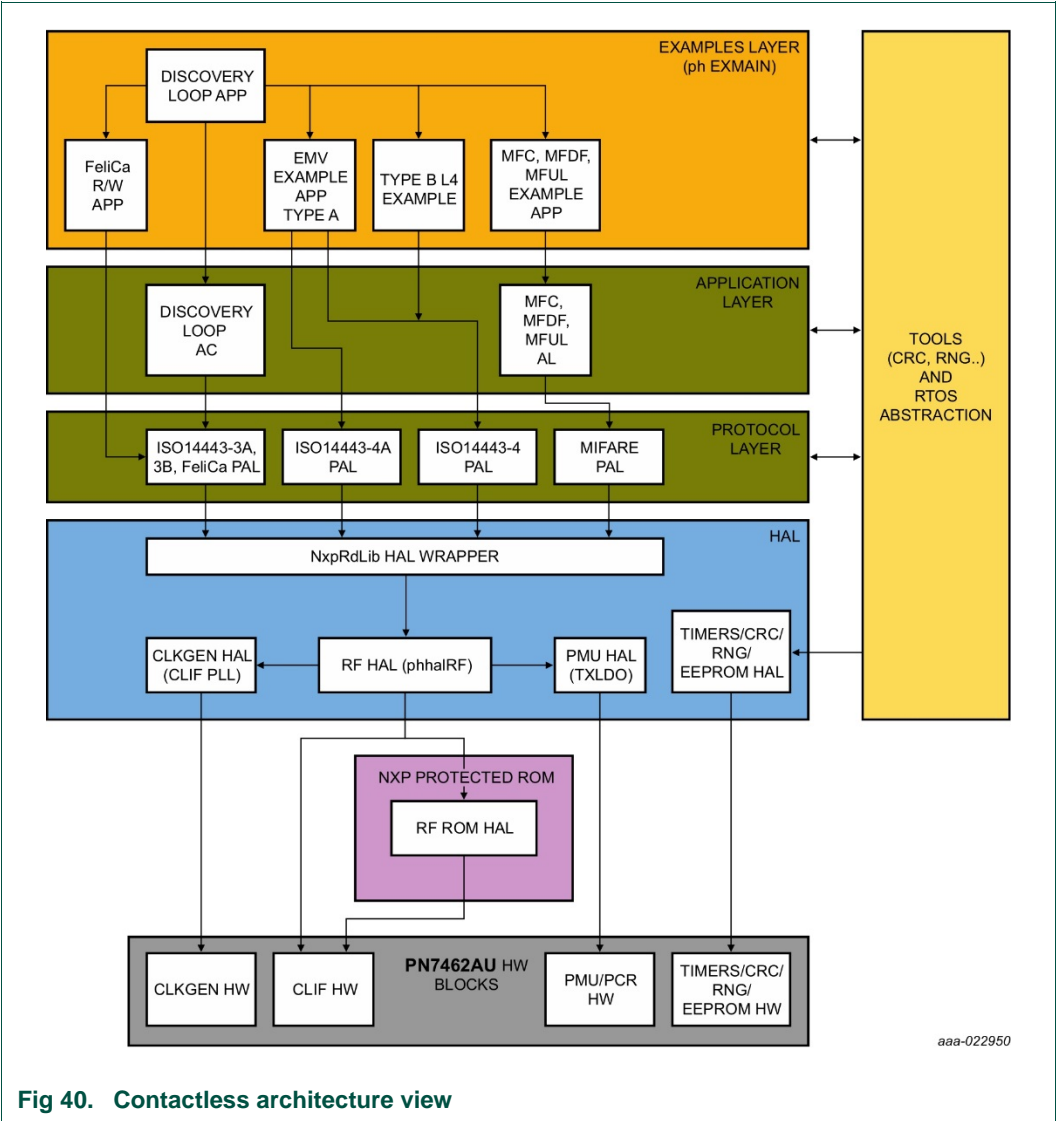 EXAMPLES LAYER
(ph EXMAIN)
DISCOVERY
LOOP APP
FeliCa
R/W
APP
EMV
EXAMPLE
APP
TYPE A
TYPE B L4
EXAMPLE
MFC, MFDF,
MFUL
EXAMPLE
APP
APPLICATION
LAYER
DISCOVERY
LOOP
AC
MFC,
MFDF,
MFUL
AL
TOOLS
(CRC, RNG..)
AND
RTOS
ABSTRACTION
PROTOCOL
LAYER
ISO14443-3A,
3B, FeliCa PAL
ISO14443-4A
PAL
ISO14443-4
PAL
MIFARE
PAL
HAL
NxpRdLib HAL WRAPPER
CLKGEN HAL
(CLIF PLL)
RF HAL (phhalRF)
PMU HAL
(TXLDO)
TIMERS/CRC/
RNG/
EEPROM HAL
NXP PROTECTED ROM
RF ROM HAL
PN7462AU HW
BLOCKS
CLKGEN HW
CLIF HW
PMU/PCR
HW
TIMERS/CRC/
RNG/
EEPROM HW
aaa-022950
Fig 40. Contactless architecture view